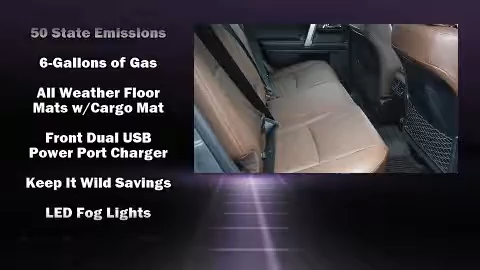 50 State Emissions
6-Gallons of Gas
All Weather Floor
Mats w/Cargo Mat
Front Dual USB
Power Port Charger
Keep It Wild Savings
LED Fog Lights